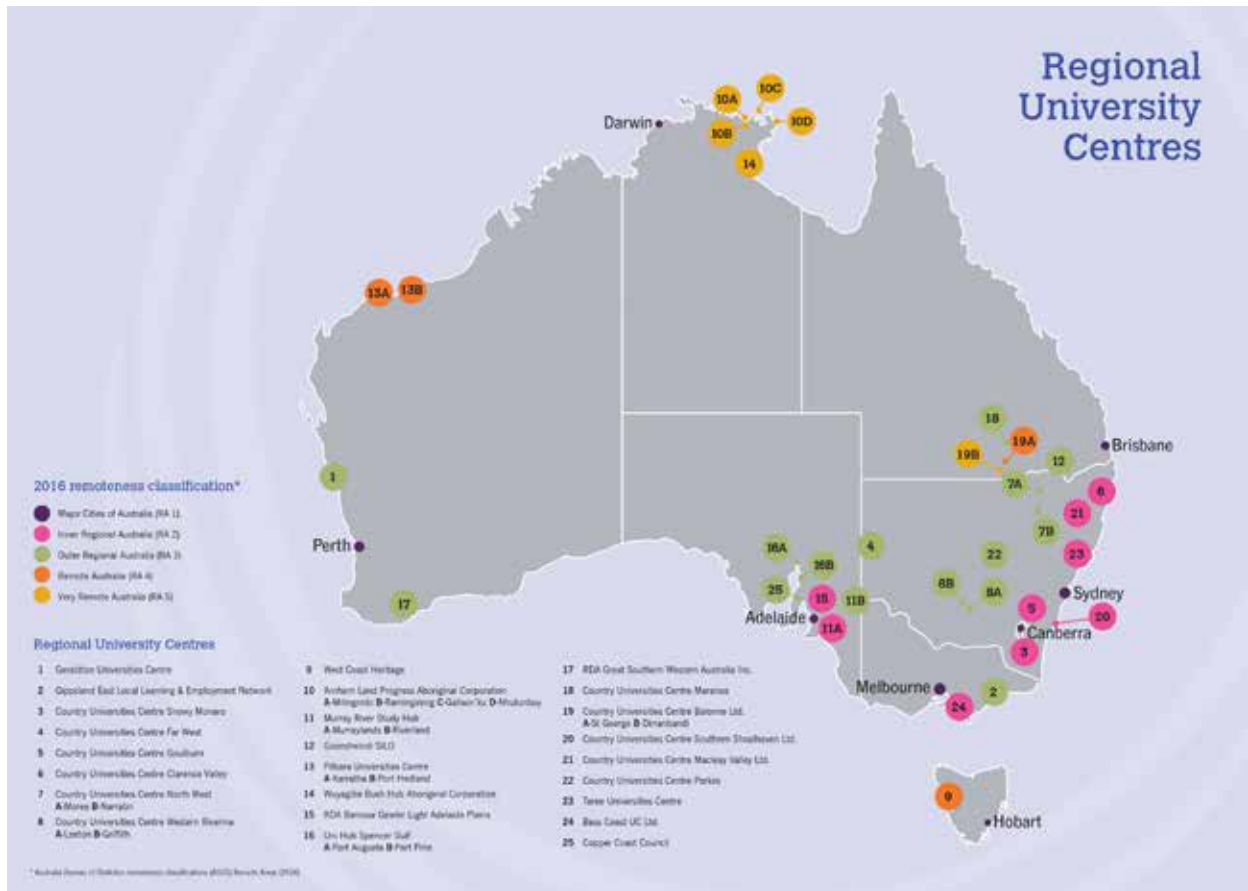 Regional
University
Centres
10A
10C
10B
10D
Darwin
14
13A
13B
18
19A
19B
Brisbane
12
7A
6
21
7B
23
1
Perth
17
16A
16B
4
22
25
15
11B
8B
8A
Sydney
Adelaide
11A
5
20
Canberra
3
Melbourne
24
2
9
Hobart
2016 remoteness classification*
Major Cities of Australia (RA 1)
Inner Regional Australia (RA 2)
Outer Regional Australia (RA 3)
Remote Australia (RA 4)
Very Remote Australia (RA 5)
Regional University Centres
1 Geraldton Universities Centre
2 Gippsland East Local Learning & Employment Network
3 Country Universities Centre Snowy Monaro
4 Country Universities Centre Far West
5 Country Universities Centre Goulburn
6 Country Universities Centre Clarence Valley
7 Country Universities Centre North West
A-Moree B-Narrabri
8 Country Universities Centre Western Riverina
A-Leeton B-Griffith
9 West Coast Heritage
10 Arnhem Land Progress Aboriginal Corporation
A-Milingimbi B-Ramingining C-Galiwin'ku D-Nhulunbuy
11 Murray River Study Hub
A-Murraylands B-Riverland
12 Goondiwindi SILO
13 Pilbara Universities Centre
A-Karratha B-Port Hedland
14 Wuyagiba Bush Hub Aboriginal Corporation
15 RDA Barossa Gawler Light Adelaide Plains
16 Uni Hub Spencer Gulf
A-Port Augusta B-Port Pirie
17 RDA Great Southern Western Australia Inc.
18 Country Universities Centre Maranoa
19 Country Universities Centre Balonne Ltd.
A-St George B-Dirranbandi
20 Country Universities Centre Southern Shoalhaven Ltd.
21 Country Universities Centre Macleay Valley Ltd.
22 Country Universities Centre Parkes
23 Taree Universities Centre
24 Bass Coast UC Ltd.
25 Copper Coast Council
* Australia Bureau of Statistics remoteness classifications